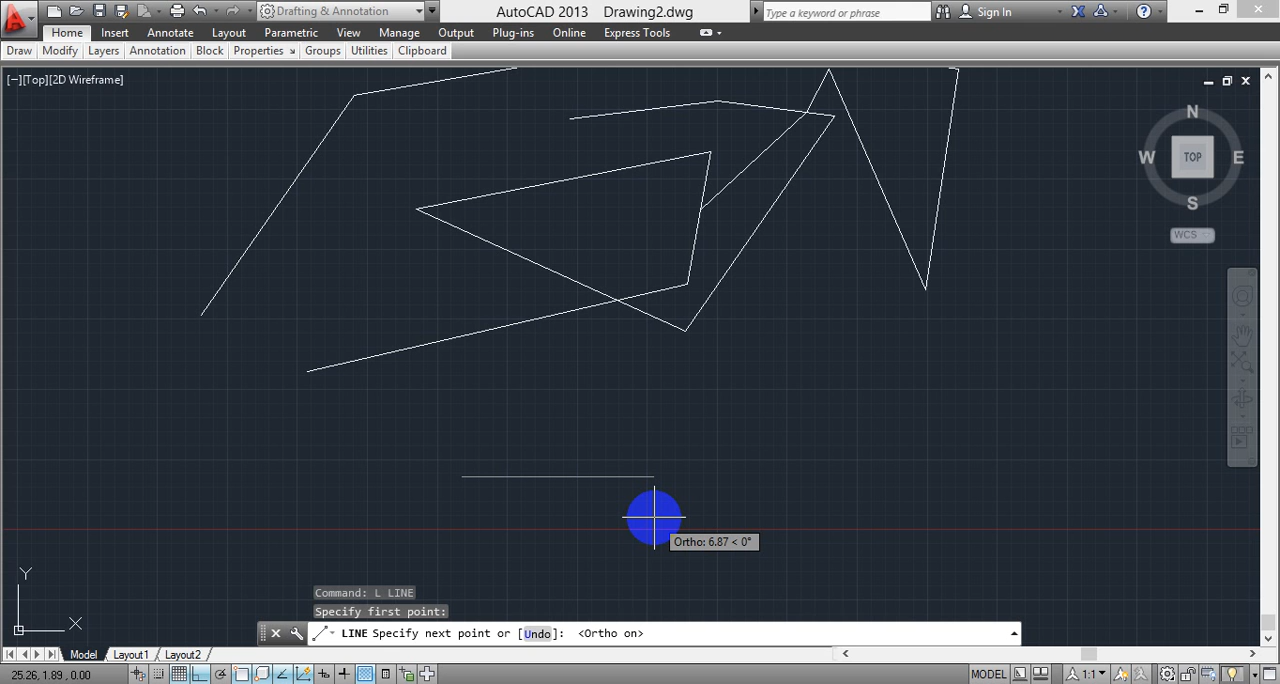 Drafting & Annotation
AutoCAD 2013 Drawing2.dwg
Type a keyword or phrase
Sign In
Home Insert Annotate Layout Parametric View Manage Output Plug-ins Online Express Tools
Draw Modify Layers Annotation Block Properties Groups Utilities Clipboard
[−][Top][2D Wireframe]
N
W TOP E
S
WCS
Ortho: 6.87 < 0°
Y
X
Command: L LINE
Specify first point:
LINE Specify next point or [Undo]: <Ortho on>
Model Layout1 Layout2
25.26, 1.89, 0.00
MODEL
1:1